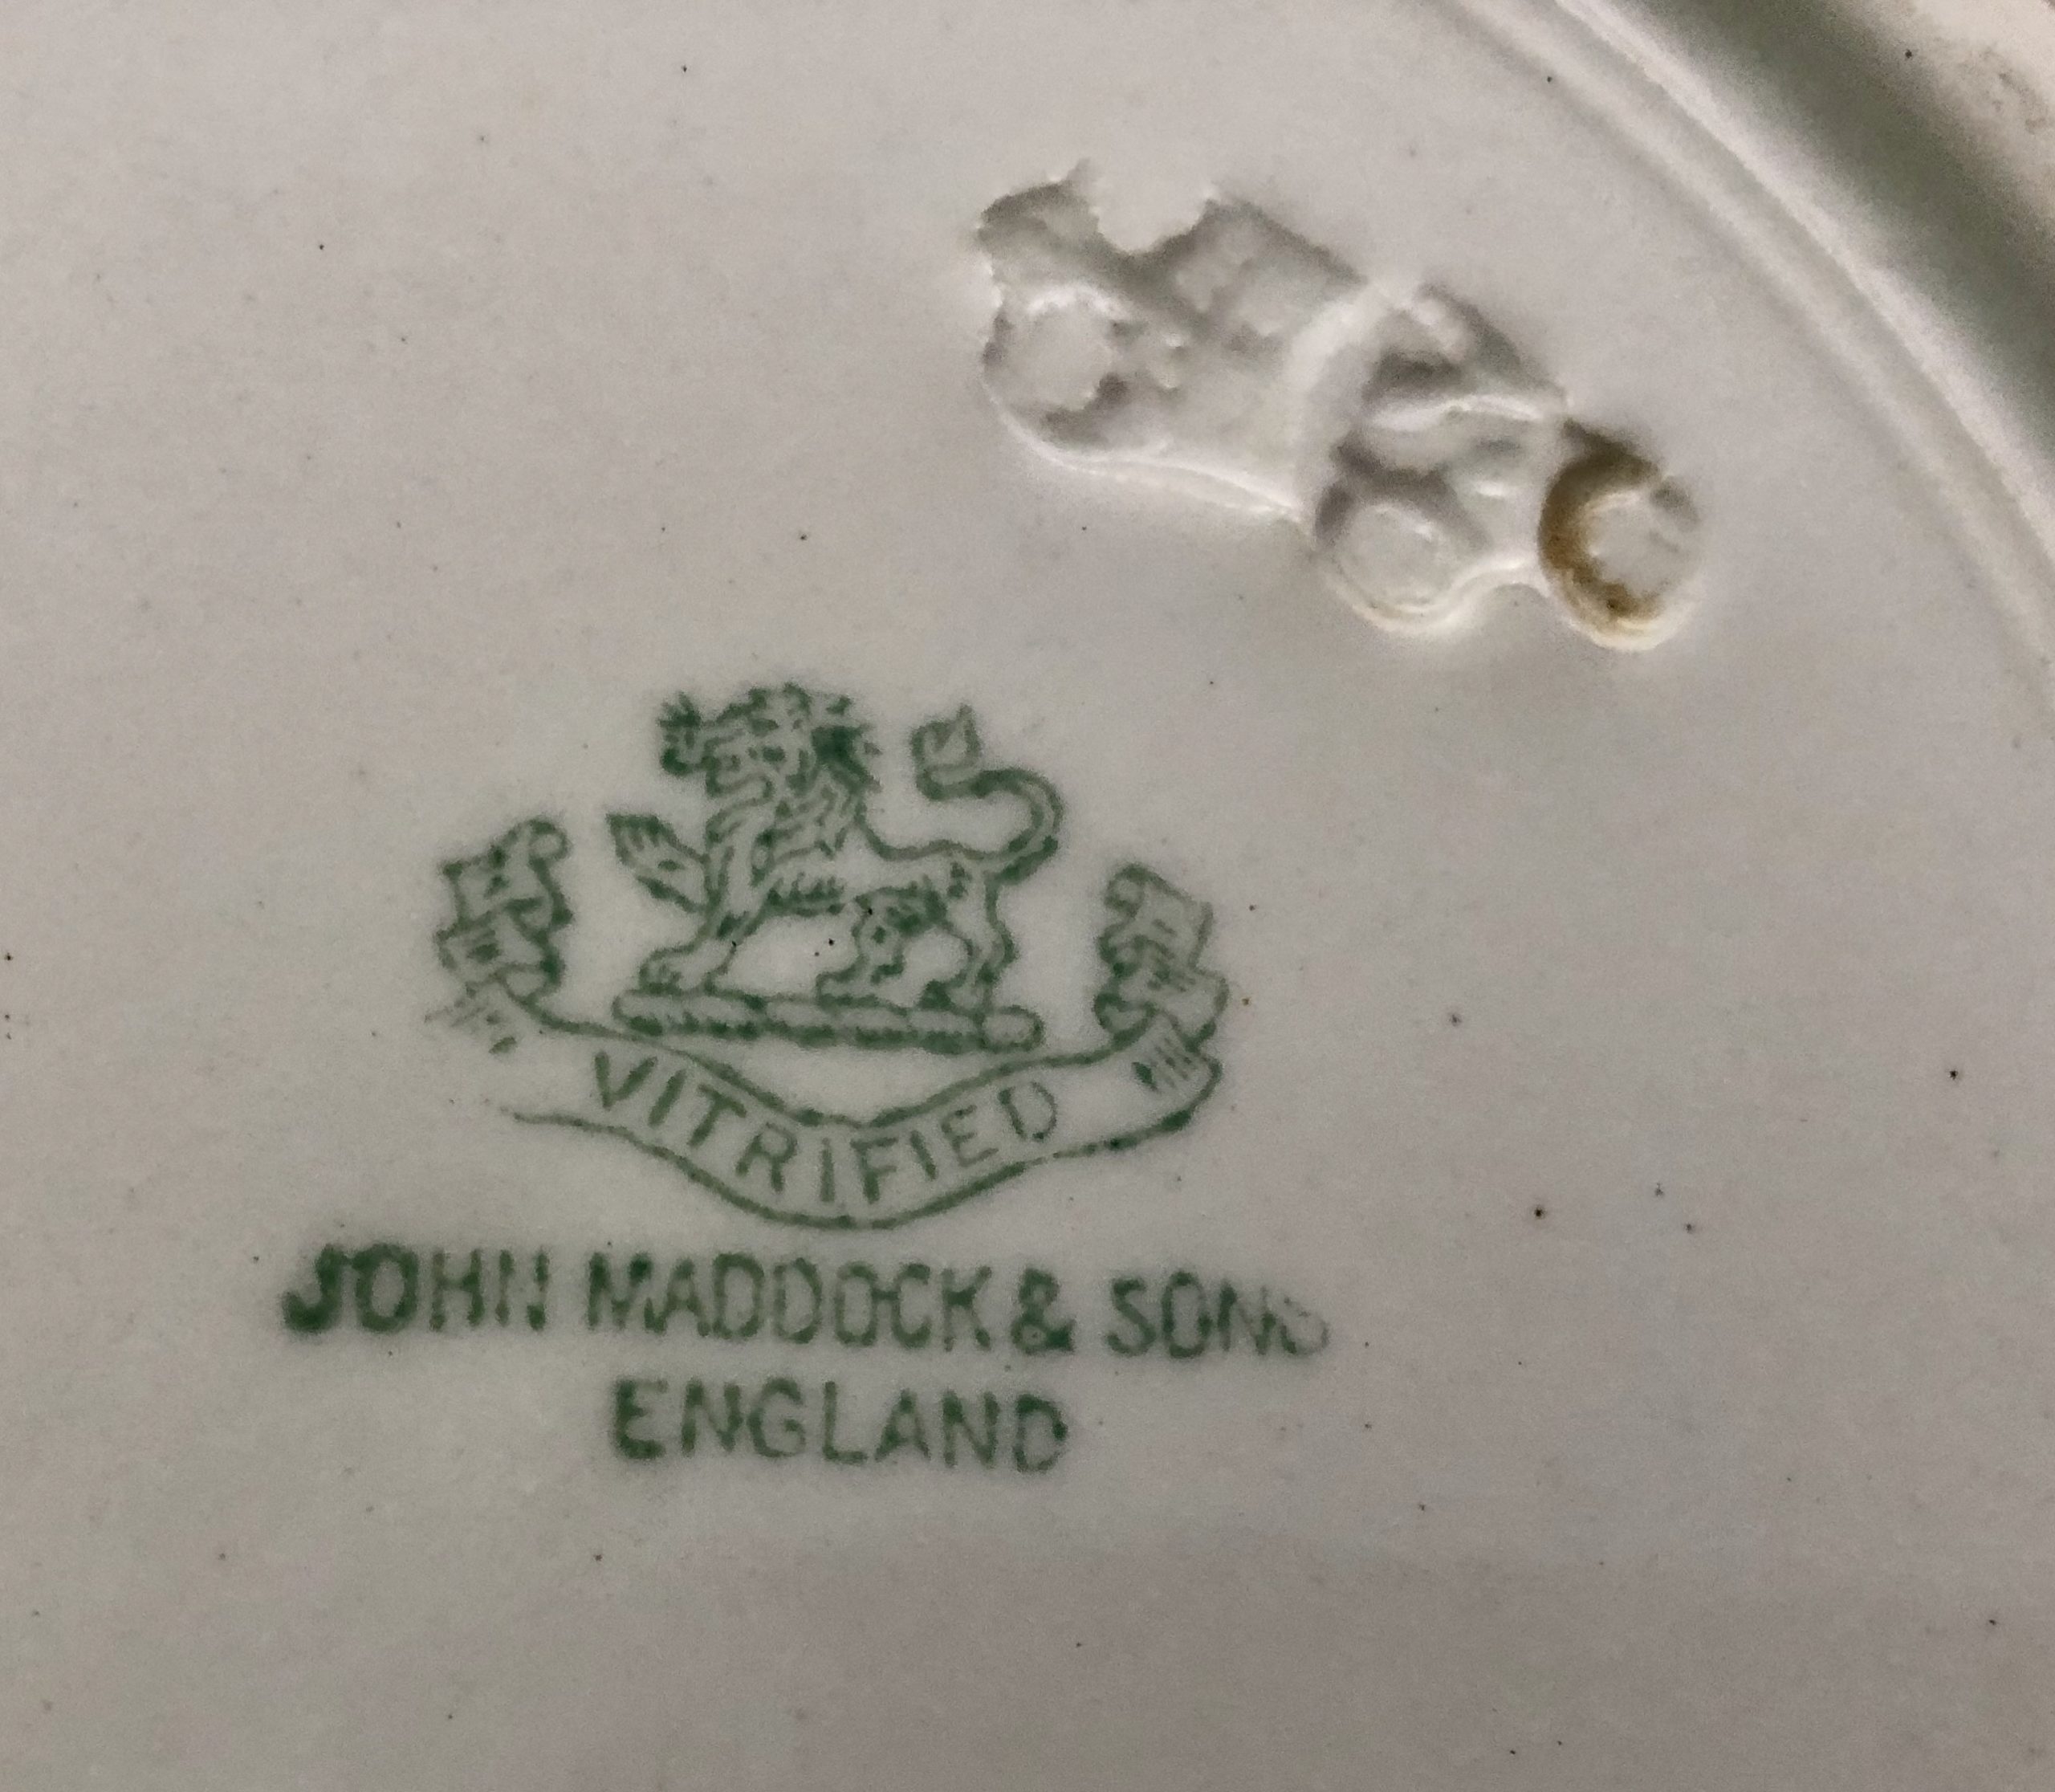 VITRIFIED
JOHN MADDOCK & SONS
ENGLAND